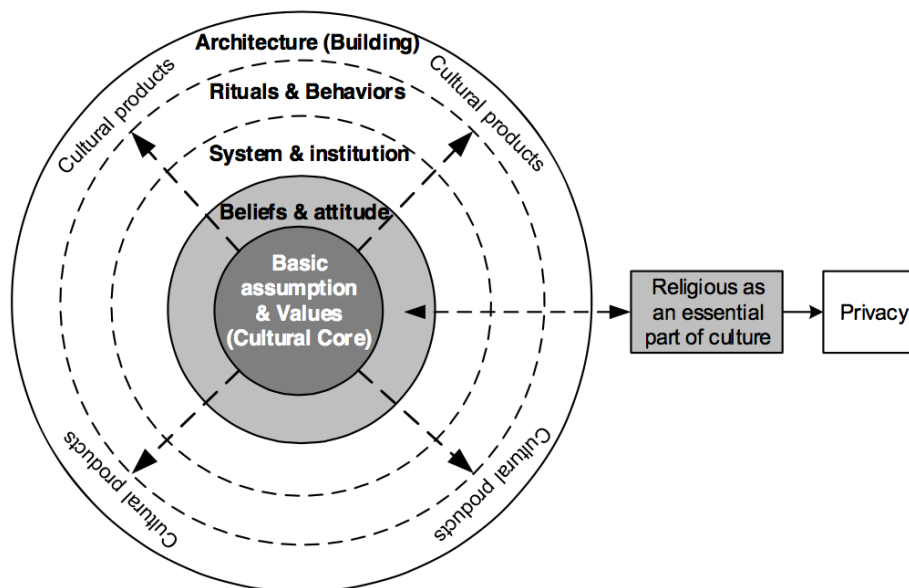 Architecture (Building)
Cultural products
Cultural products
Rituals & Behaviors
System & institution
Beliefs & attitude
Basic
assumption
& Values
(Cultural Core)
Religious as
an essential
part of culture
Privacy
Cultural products
Cultural products